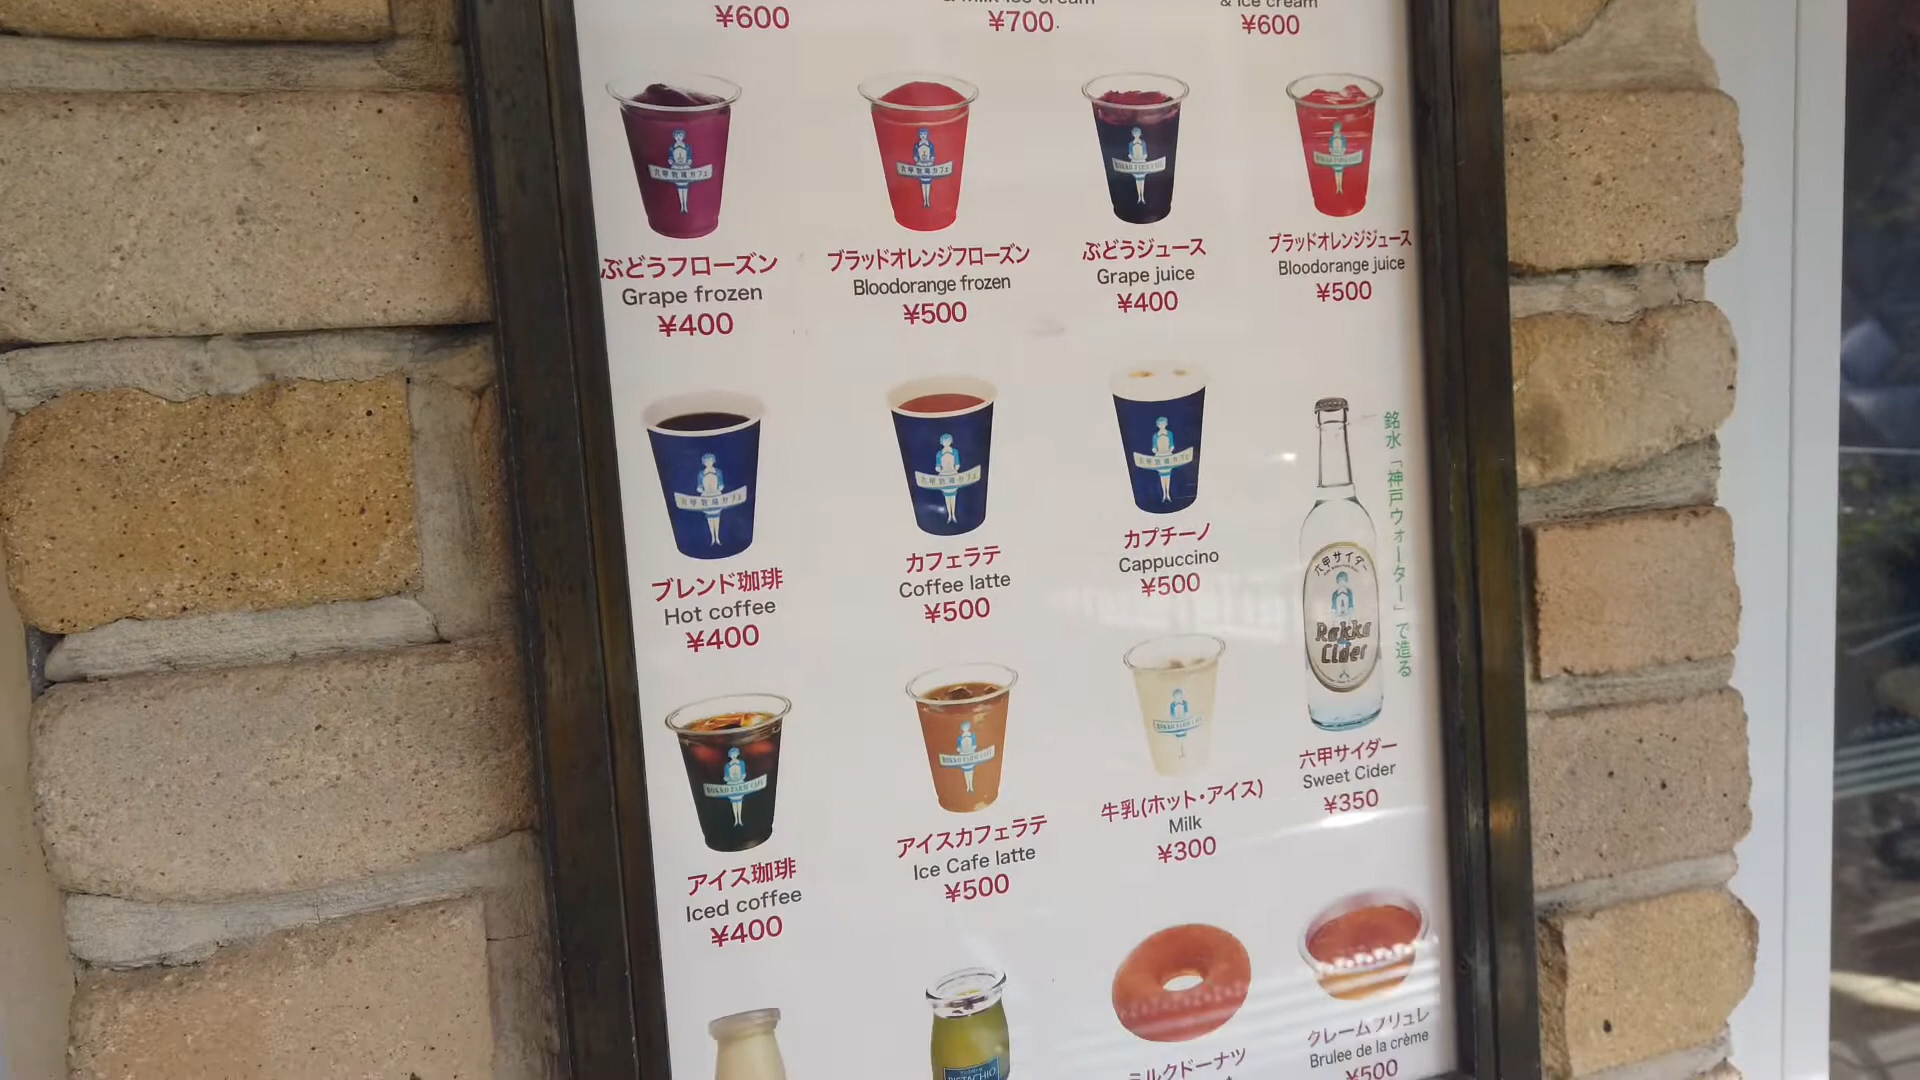 & ice cream
¥600
¥700
¥600
ぶどうフローズン
Grape frozen
¥400
ブラッドオレンジフローズン
Bloodorange frozen
¥500
ぶどうジュース
Grape juice
¥400
ブラッドオレンジジュース
Bloodorange juice
¥500
ブレンド珈琲
Hot coffee
¥400
カフェラテ
Coffee latte
¥500
カプチーノ
Cappuccino
¥500
銘水「神戸ウォーター」で造る
六甲サイダー
Rokko
Cider
六甲サイダー
Sweet Cider
¥350
アイス珈琲
Iced coffee
¥400
アイスカフェラテ
Ice Cafe latte
¥500
牛乳(ホット・アイス)
Milk
¥300
PISTACHIO
ミルクドーナツ
クレームブリュレ
Brulee de la crème
¥500